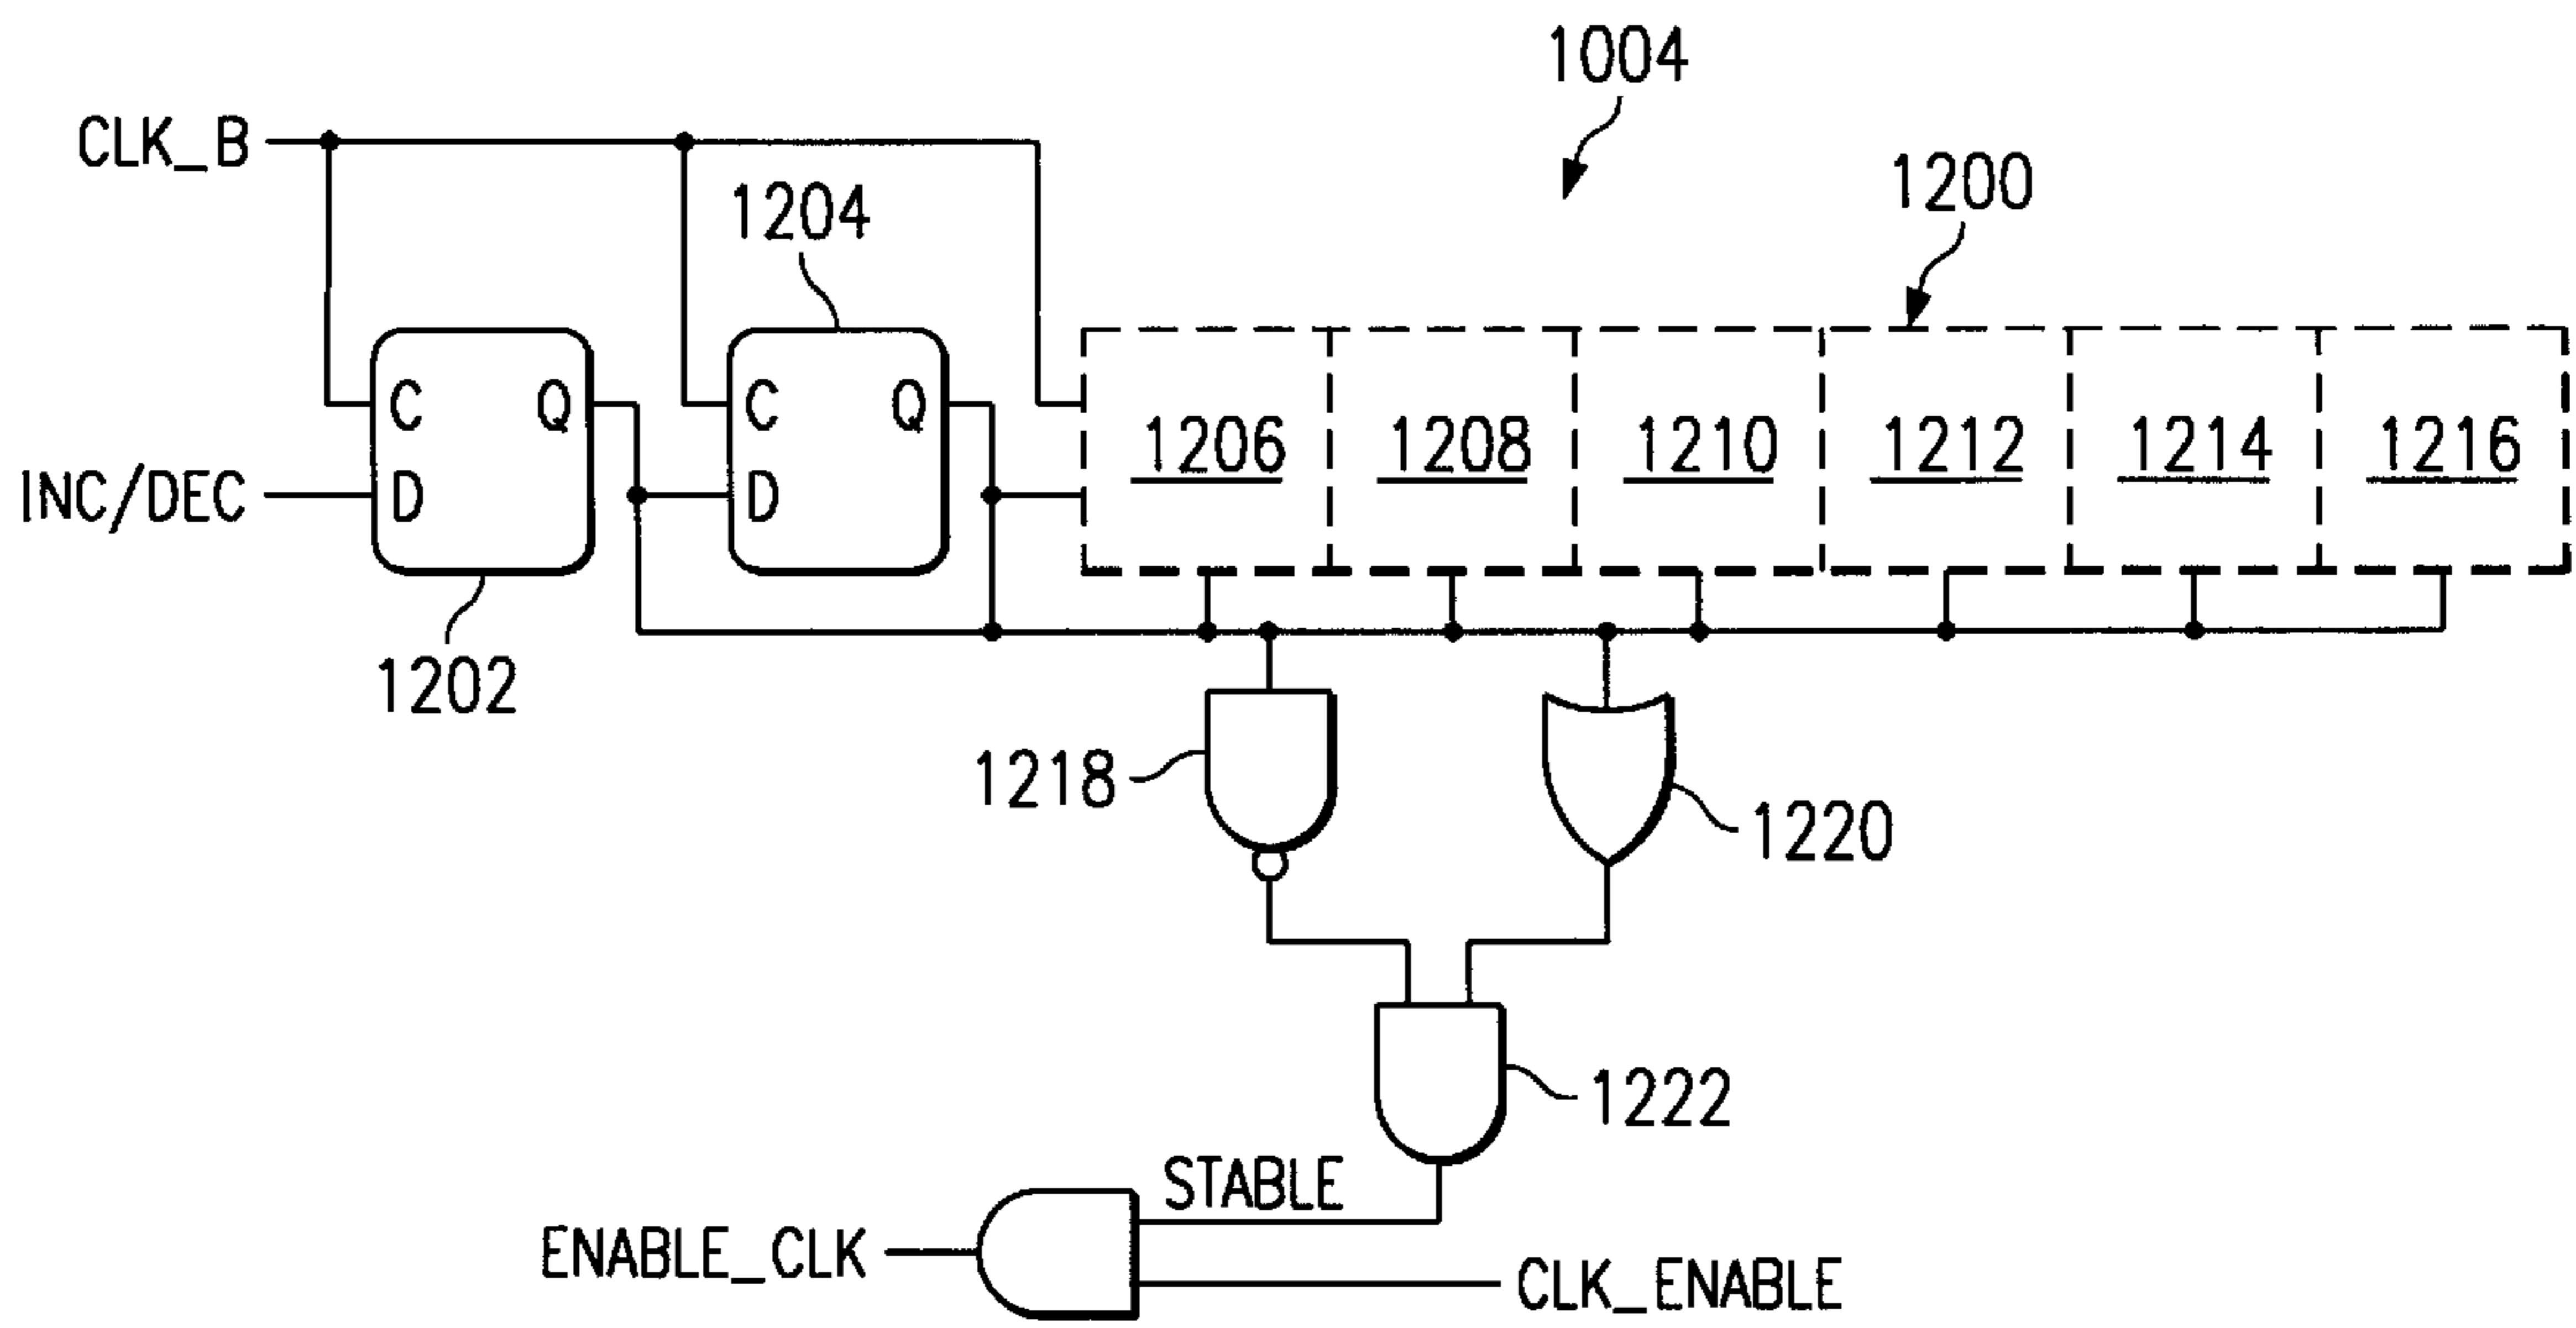 1004
CLK_B
1200
1204
C Q
D
C Q
D
1206 1208 1210 1212 1214 1216
INC/DEC
1202
1218
1220
1222
STABLE
ENABLE_CLK
CLK_ENABLE